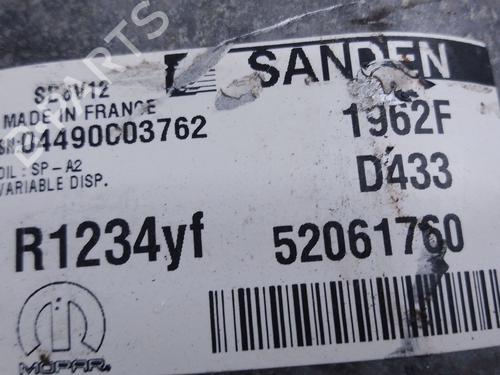 SANDEN
SD6V12
MADE IN FRANCE
SN:04490C03762
1962F
OIL : SP-A2
VARIABLE DISP.
D433
R1234yf
52061760
MOPAR